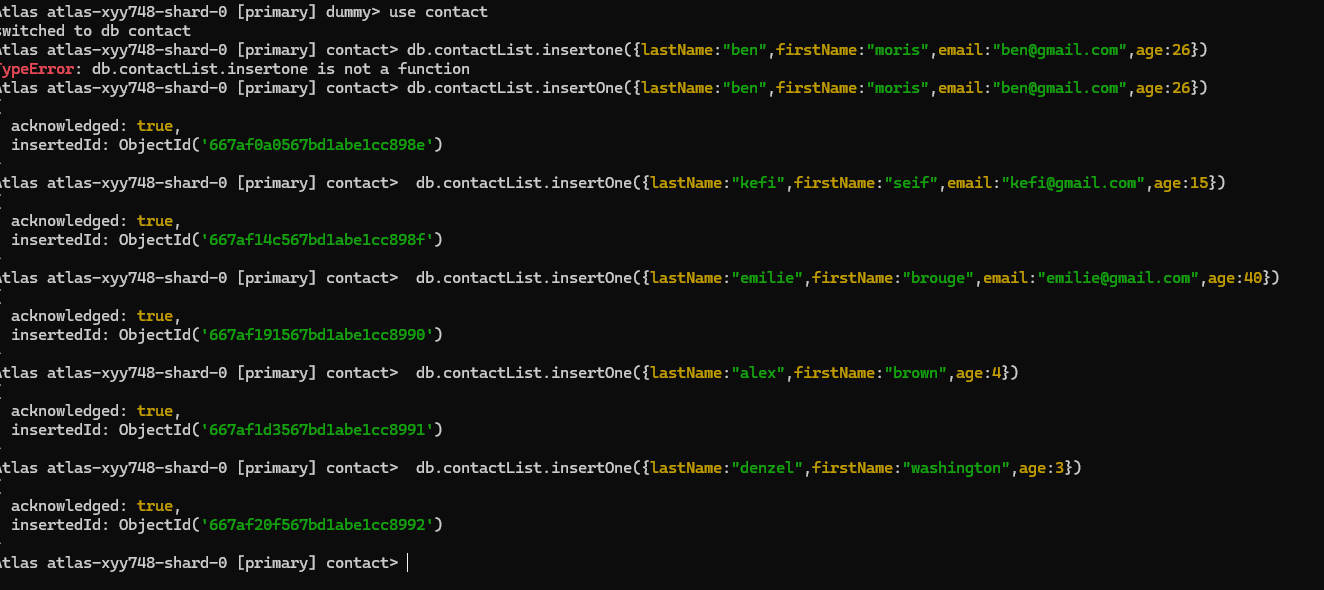 Atlas atlas-xyy748-shard-0 [primary] dummy> use contact
switched to db contact
Atlas atlas-xyy748-shard-0 [primary] contact> db.contactList.insertone({lastName:"ben",firstName:"moris",email:"ben@gmail.com",age:26})
TypeError: db.contactList.insertone is not a function
Atlas atlas-xyy748-shard-0 [primary] contact> db.contactList.insertOne({lastName:"ben",firstName:"moris",email:"ben@gmail.com",age:26})
{
  acknowledged: true,
  insertedId: ObjectId('667af0a0567bd1abe1cc898e')
}
Atlas atlas-xyy748-shard-0 [primary] contact>  db.contactList.insertOne({lastName:"kefi",firstName:"seif",email:"kefi@gmail.com",age:15})
{
  acknowledged: true,
  insertedId: ObjectId('667af14c567bd1abe1cc898f')
}
Atlas atlas-xyy748-shard-0 [primary] contact>  db.contactList.insertOne({lastName:"emilie",firstName:"brouge",email:"emilie@gmail.com",age:40})
{
  acknowledged: true,
  insertedId: ObjectId('667af191567bd1abe1cc8990')
}
Atlas atlas-xyy748-shard-0 [primary] contact>  db.contactList.insertOne({lastName:"alex",firstName:"brown",age:4})
{
  acknowledged: true,
  insertedId: ObjectId('667af1d3567bd1abe1cc8991')
}
Atlas atlas-xyy748-shard-0 [primary] contact>  db.contactList.insertOne({lastName:"denzel",firstName:"washington",age:3})
{
  acknowledged: true,
  insertedId: ObjectId('667af20f567bd1abe1cc8992')
}
Atlas atlas-xyy748-shard-0 [primary] contact>